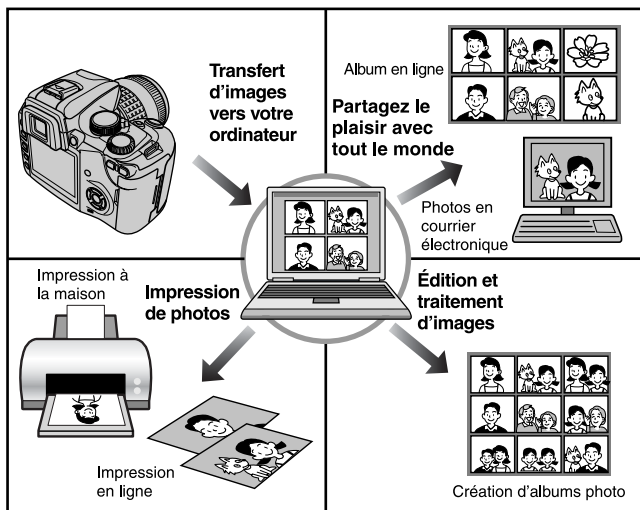 Transfert
d'images
vers votre
ordinateur
Album en ligne
Partagez le
plaisir avec
tout le monde
Photos en
courrier
électronique
Impression à
la maison
Impression
de photos
Impression
en ligne
Édition et
traitement
d'images
Création d'albums photo